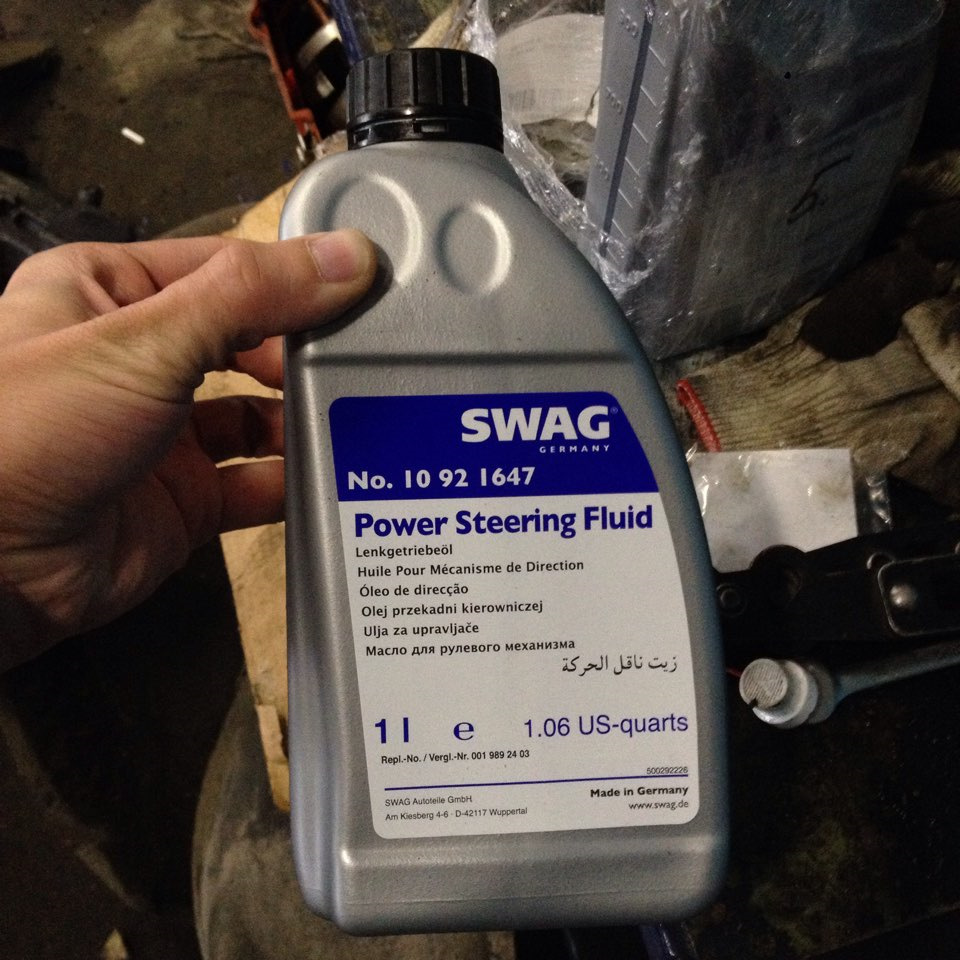 SWAG®
GERMANY
No. 10 92 1647
Power Steering Fluid
Lenkgetriebeöl
Huile Pour Mécanisme de Direction
Óleo de direcção
Olej przekadni kierowniczej
Ulja za upravljače
Масло для рулевого механизма
زيت ناقل الحركة
1 l e 1.06 US-quarts
Repl.-No. / Vergl.-Nr. 001 989 24 03
500292226
SWAG Autoteile GmbH Made in Germany
Am Kiesberg 4-6 · D-42117 Wuppertal www.swag.de